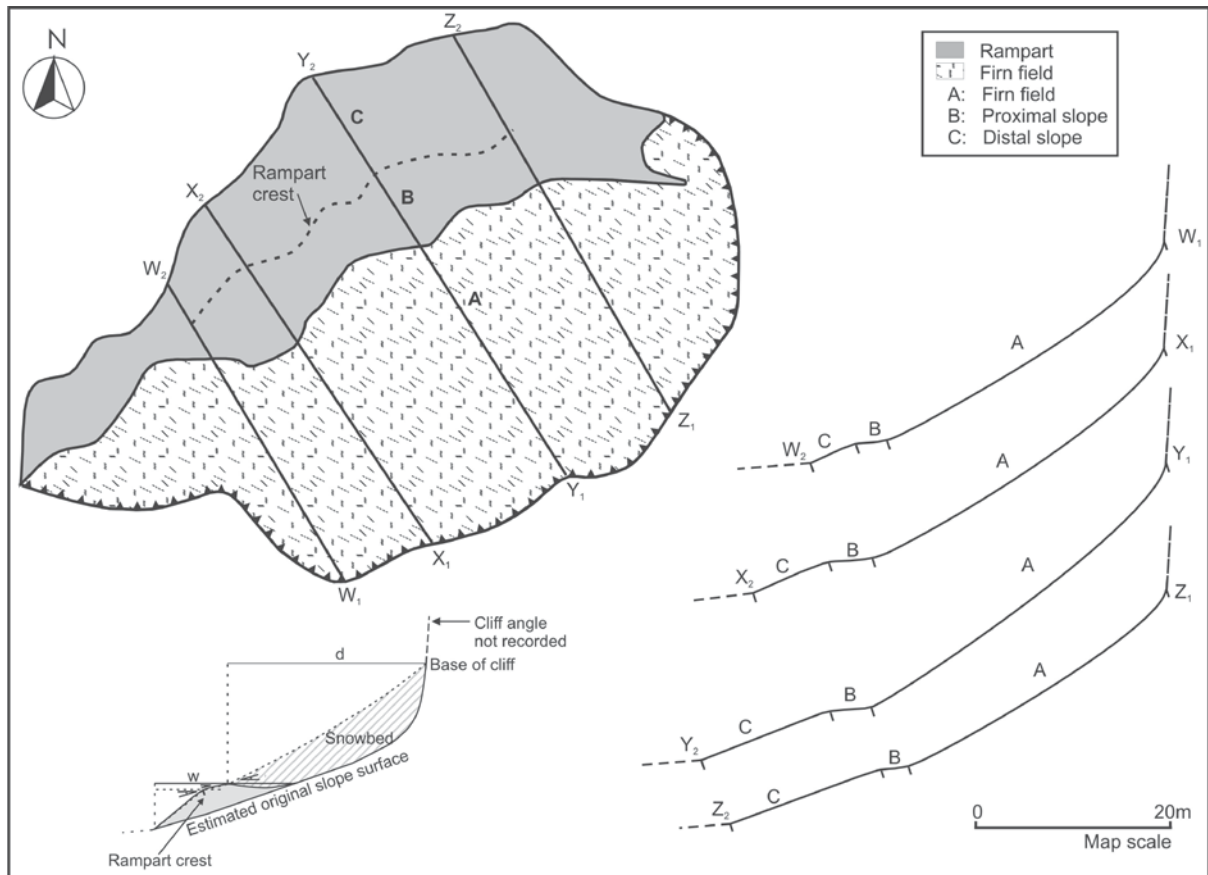 N
Z₂
Y₂
C
Rampart
crest
B
X₂
W₂
A
Z₁
Y₁
X₁
W₁
Rampart
Firn field
A: Firn field
B: Proximal slope
C: Distal slope
W₁
A
X₁
C
B
W₂
A
Y₁
C
B
X₂
A
Z₁
B
A
C
Y₂
B
C
Z₂
0 20m
Map scale
Cliff angle
not recorded
d
Base of cliff
Snowbed
w
Estimated original slope surface
Rampart crest